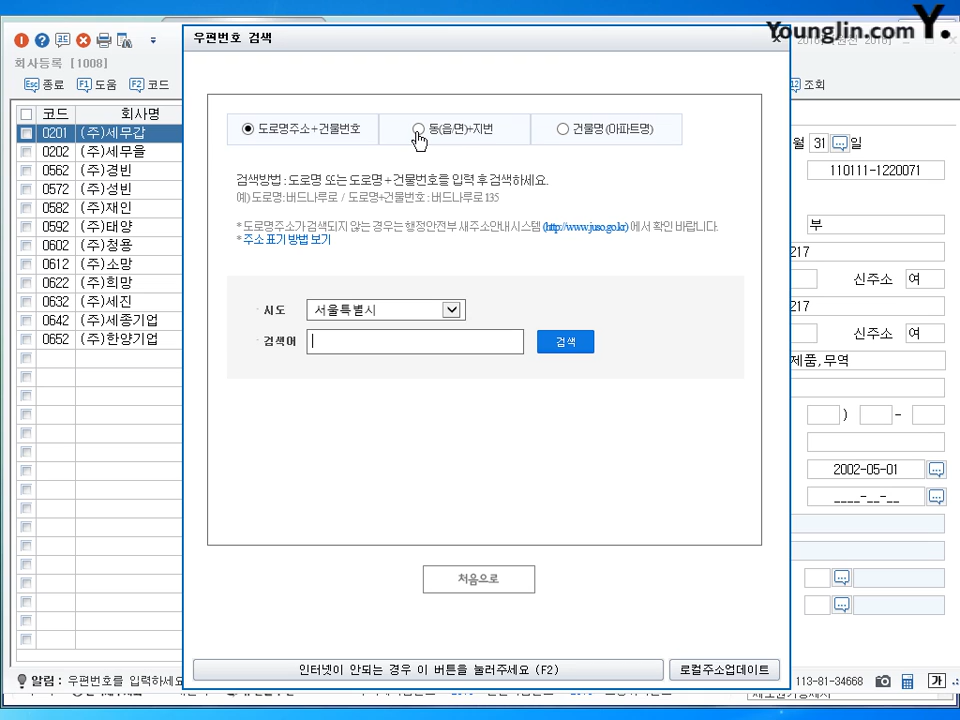 우편번호 검색
YoungJin.com Y.
회사등록 [1008]
Esc 종료 F1 도움 F2 코드
12 조회
코드 회사명
0201 (주)세무갑
0202 (주)세무을
0562 (주)경빈
0572 (주)성빈
0582 (주)재인
0592 (주)태양
0602 (주)청용
0612 (주)소망
0622 (주)희망
0632 (주)세진
0642 (주)세종기업
0652 (주)한양기업
도로명주소+건물번호 동(읍/면)+지번 건물명(아파트명)
검색방법 : 도로명 또는 도로명+건물번호를 입력 후 검색하세요.
예) 도로명: 버드나루로 / 도로명+건물번호 : 버드나루로 135
* 도로명주소가 검색되지 않는 경우는 행정안전부 새주소안내시스템 (http://www.juso.go.kr) 에서 확인 바랍니다.
* 주소 표기 방법 보기
시도 서울특별시
검색어 검색
처음으로
인터넷이 안되는 경우 이 버튼을 눌러주세요 (F2) 로컬주소업데이트
월 31 일
110111-1220071
부
217
신주소 여
217
신주소 여
제품,무역
) -
2002-05-01
____-__-__
알림 : 우편번호를 입력하세요
113-81-34668 가